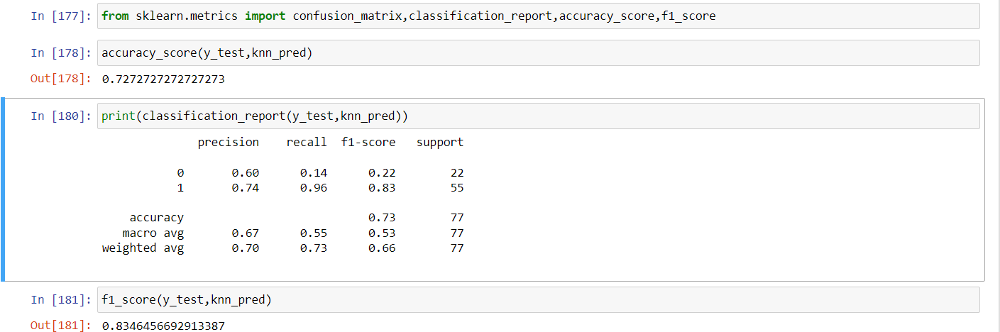 In [177]: from sklearn.metrics import confusion_matrix,classification_report,accuracy_score,f1_score
In [178]: accuracy_score(y_test,knn_pred)
Out[178]: 0.7272727272727273
In [180]: print(classification_report(y_test,knn_pred))
precision recall f1-score support
0 0.60 0.14 0.22 22
1 0.74 0.96 0.83 55
accuracy 0.73 77
macro avg 0.67 0.55 0.53 77
weighted avg 0.70 0.73 0.66 77
In [181]: f1_score(y_test,knn_pred)
Out[181]: 0.8346456692913387